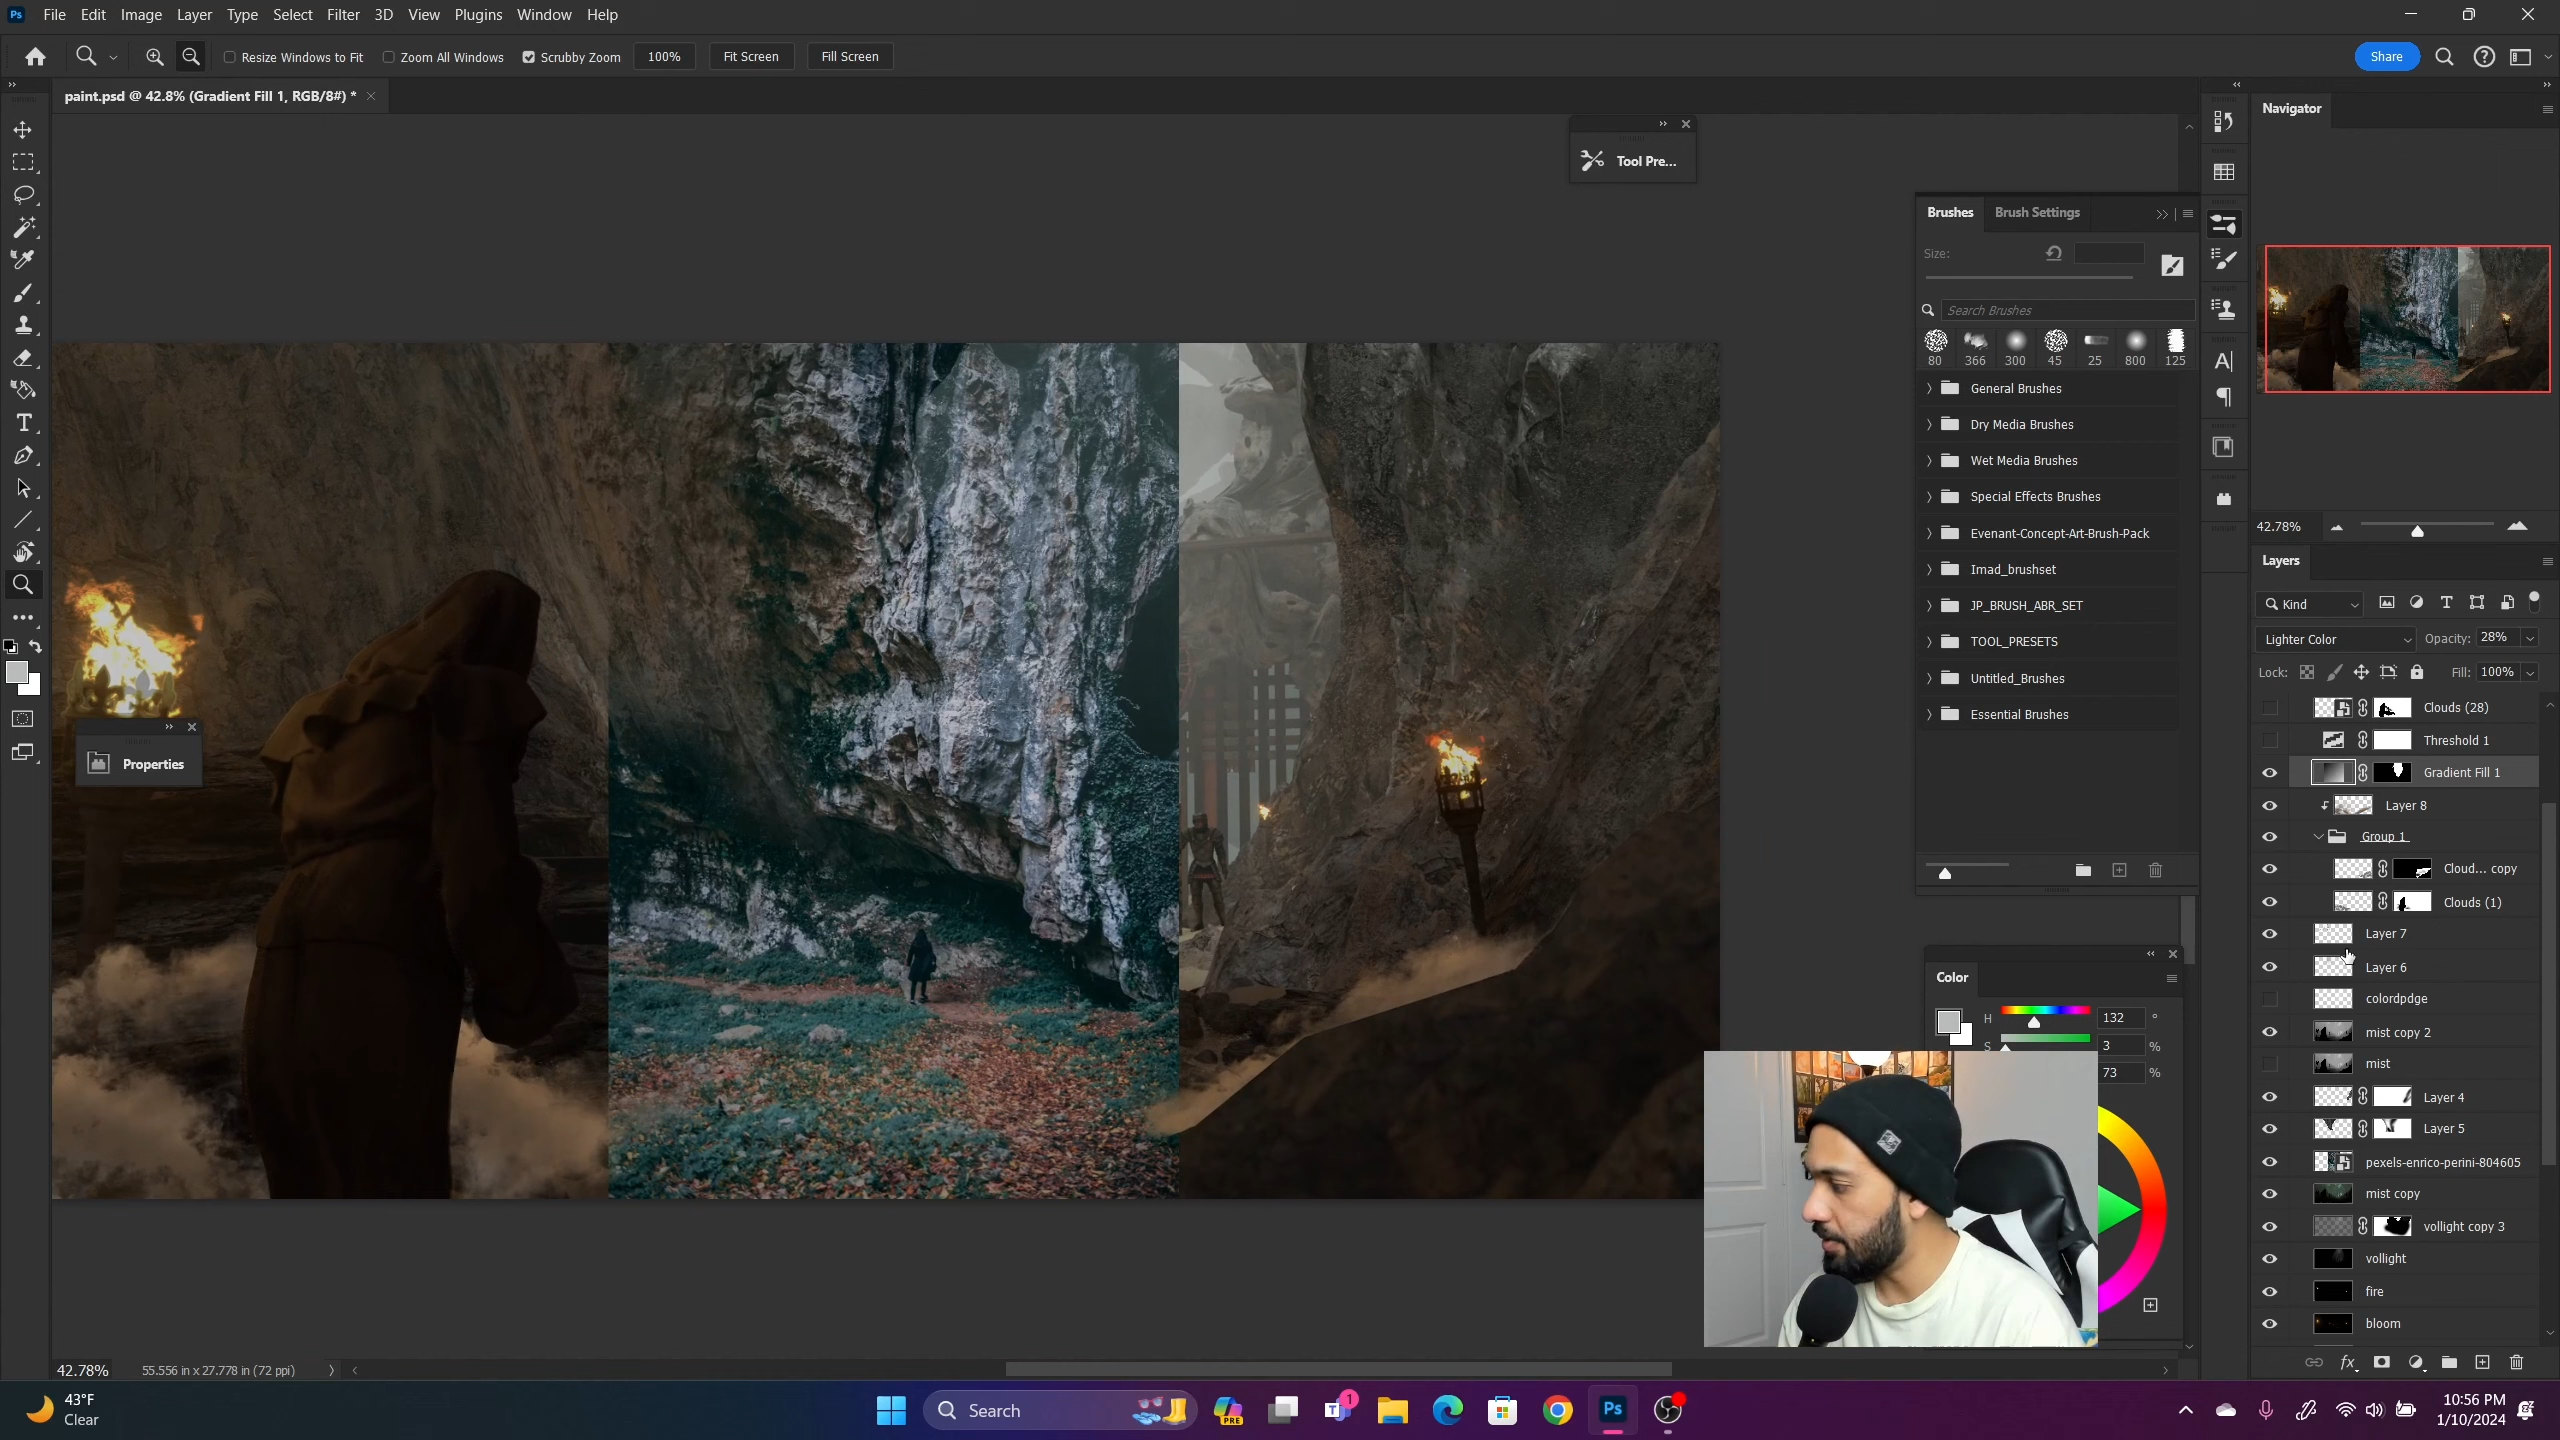 Ps File Edit Image Layer Type Select Filter 3D View Plugins Window Help
Resize Windows to Fit Zoom All Windows Scrubby Zoom 100% Fit Screen Fill Screen Share
paint.psd @ 42.8% (Gradient Fill 1, RGB/8#) *
Tool Pre...
Properties
Brushes Brush Settings
Size:
Search Brushes
80 366 300 45 25 800 125
General Brushes
Dry Media Brushes
Wet Media Brushes
Special Effects Brushes
Evenant-Concept-Art-Brush-Pack
Imad_brushset
JP_BRUSH_ABR_SET
TOOL_PRESETS
Untitled_Brushes
Essential Brushes
Color
H 132 °
S 3 %
73 %
Navigator
42.78%
Layers
Kind
Lighter Color Opacity: 28%
Lock: Fill: 100%
Clouds (28)
Threshold 1
Gradient Fill 1
Layer 8
Group 1
Cloud... copy
Clouds (1)
Layer 7
Layer 6
colordpdge
mist copy 2
mist
Layer 4
Layer 5
pexels-enrico-perini-804605
mist copy
vollight copy 3
vollight
fire
bloom
fx
42.78% 55.556 in x 27.778 in (72 ppi)
43°F
Clear
Search
PRE
1
Ps
10:56 PM
1/10/2024